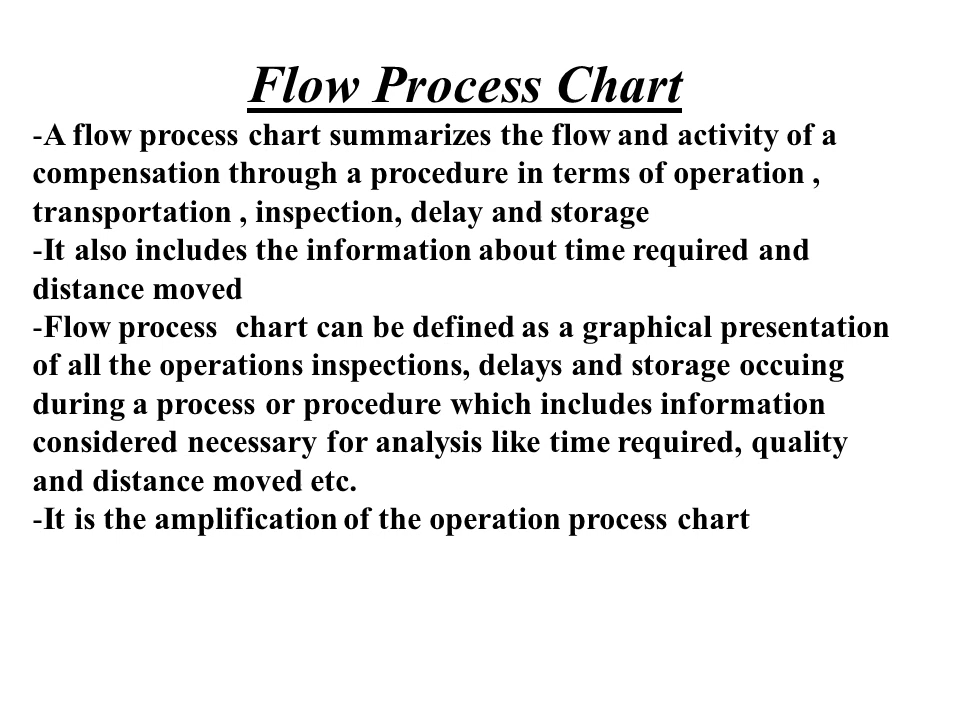 Flow Process Chart
-A flow process chart summarizes the flow and activity of a
compensation through a procedure in terms of operation ,
transportation , inspection, delay and storage
-It also includes the information about time required and
distance moved
-Flow process  chart can be defined as a graphical presentation
of all the operations inspections, delays and storage occuing
during a process or procedure which includes information
considered necessary for analysis like time required, quality
and distance moved etc.
-It is the amplification of the operation process chart